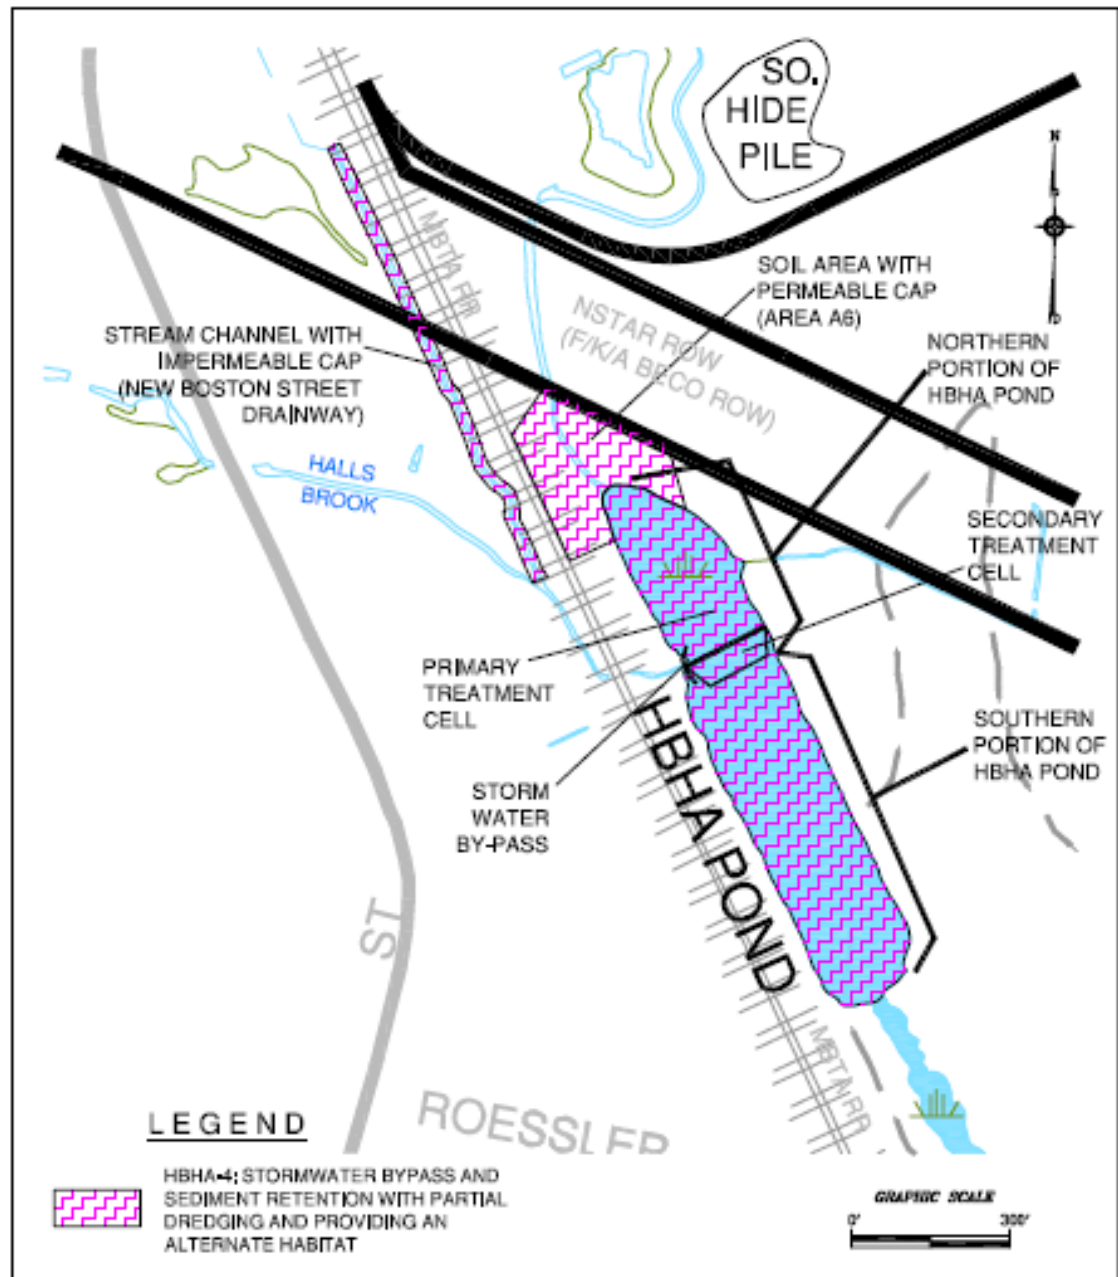 SO.
HIDE
PILE
N
MBTA RR
SOIL AREA WITH
PERMEABLE CAP
(AREA A6)
NSTAR ROW
(F/K/A BECO ROW)
STREAM CHANNEL WITH
IMPERMEABLE CAP
(NEW BOSTON STREET
DRAINWAY)
NORTHERN
PORTION OF
HBHA POND
HALLS
BROOK
SECONDARY
TREATMENT
CELL
PRIMARY
TREATMENT
CELL
SOUTHERN
PORTION OF
HBHA POND
STORM
WATER
BY-PASS
HBHA POND
ST
MBTA RR
ROESSLER
LEGEND
HBHA-4: STORMWATER BYPASS AND
SEDIMENT RETENTION WITH PARTIAL
DREDGING AND PROVIDING AN
ALTERNATE HABITAT
GRAPHIC SCALE
0' 300'